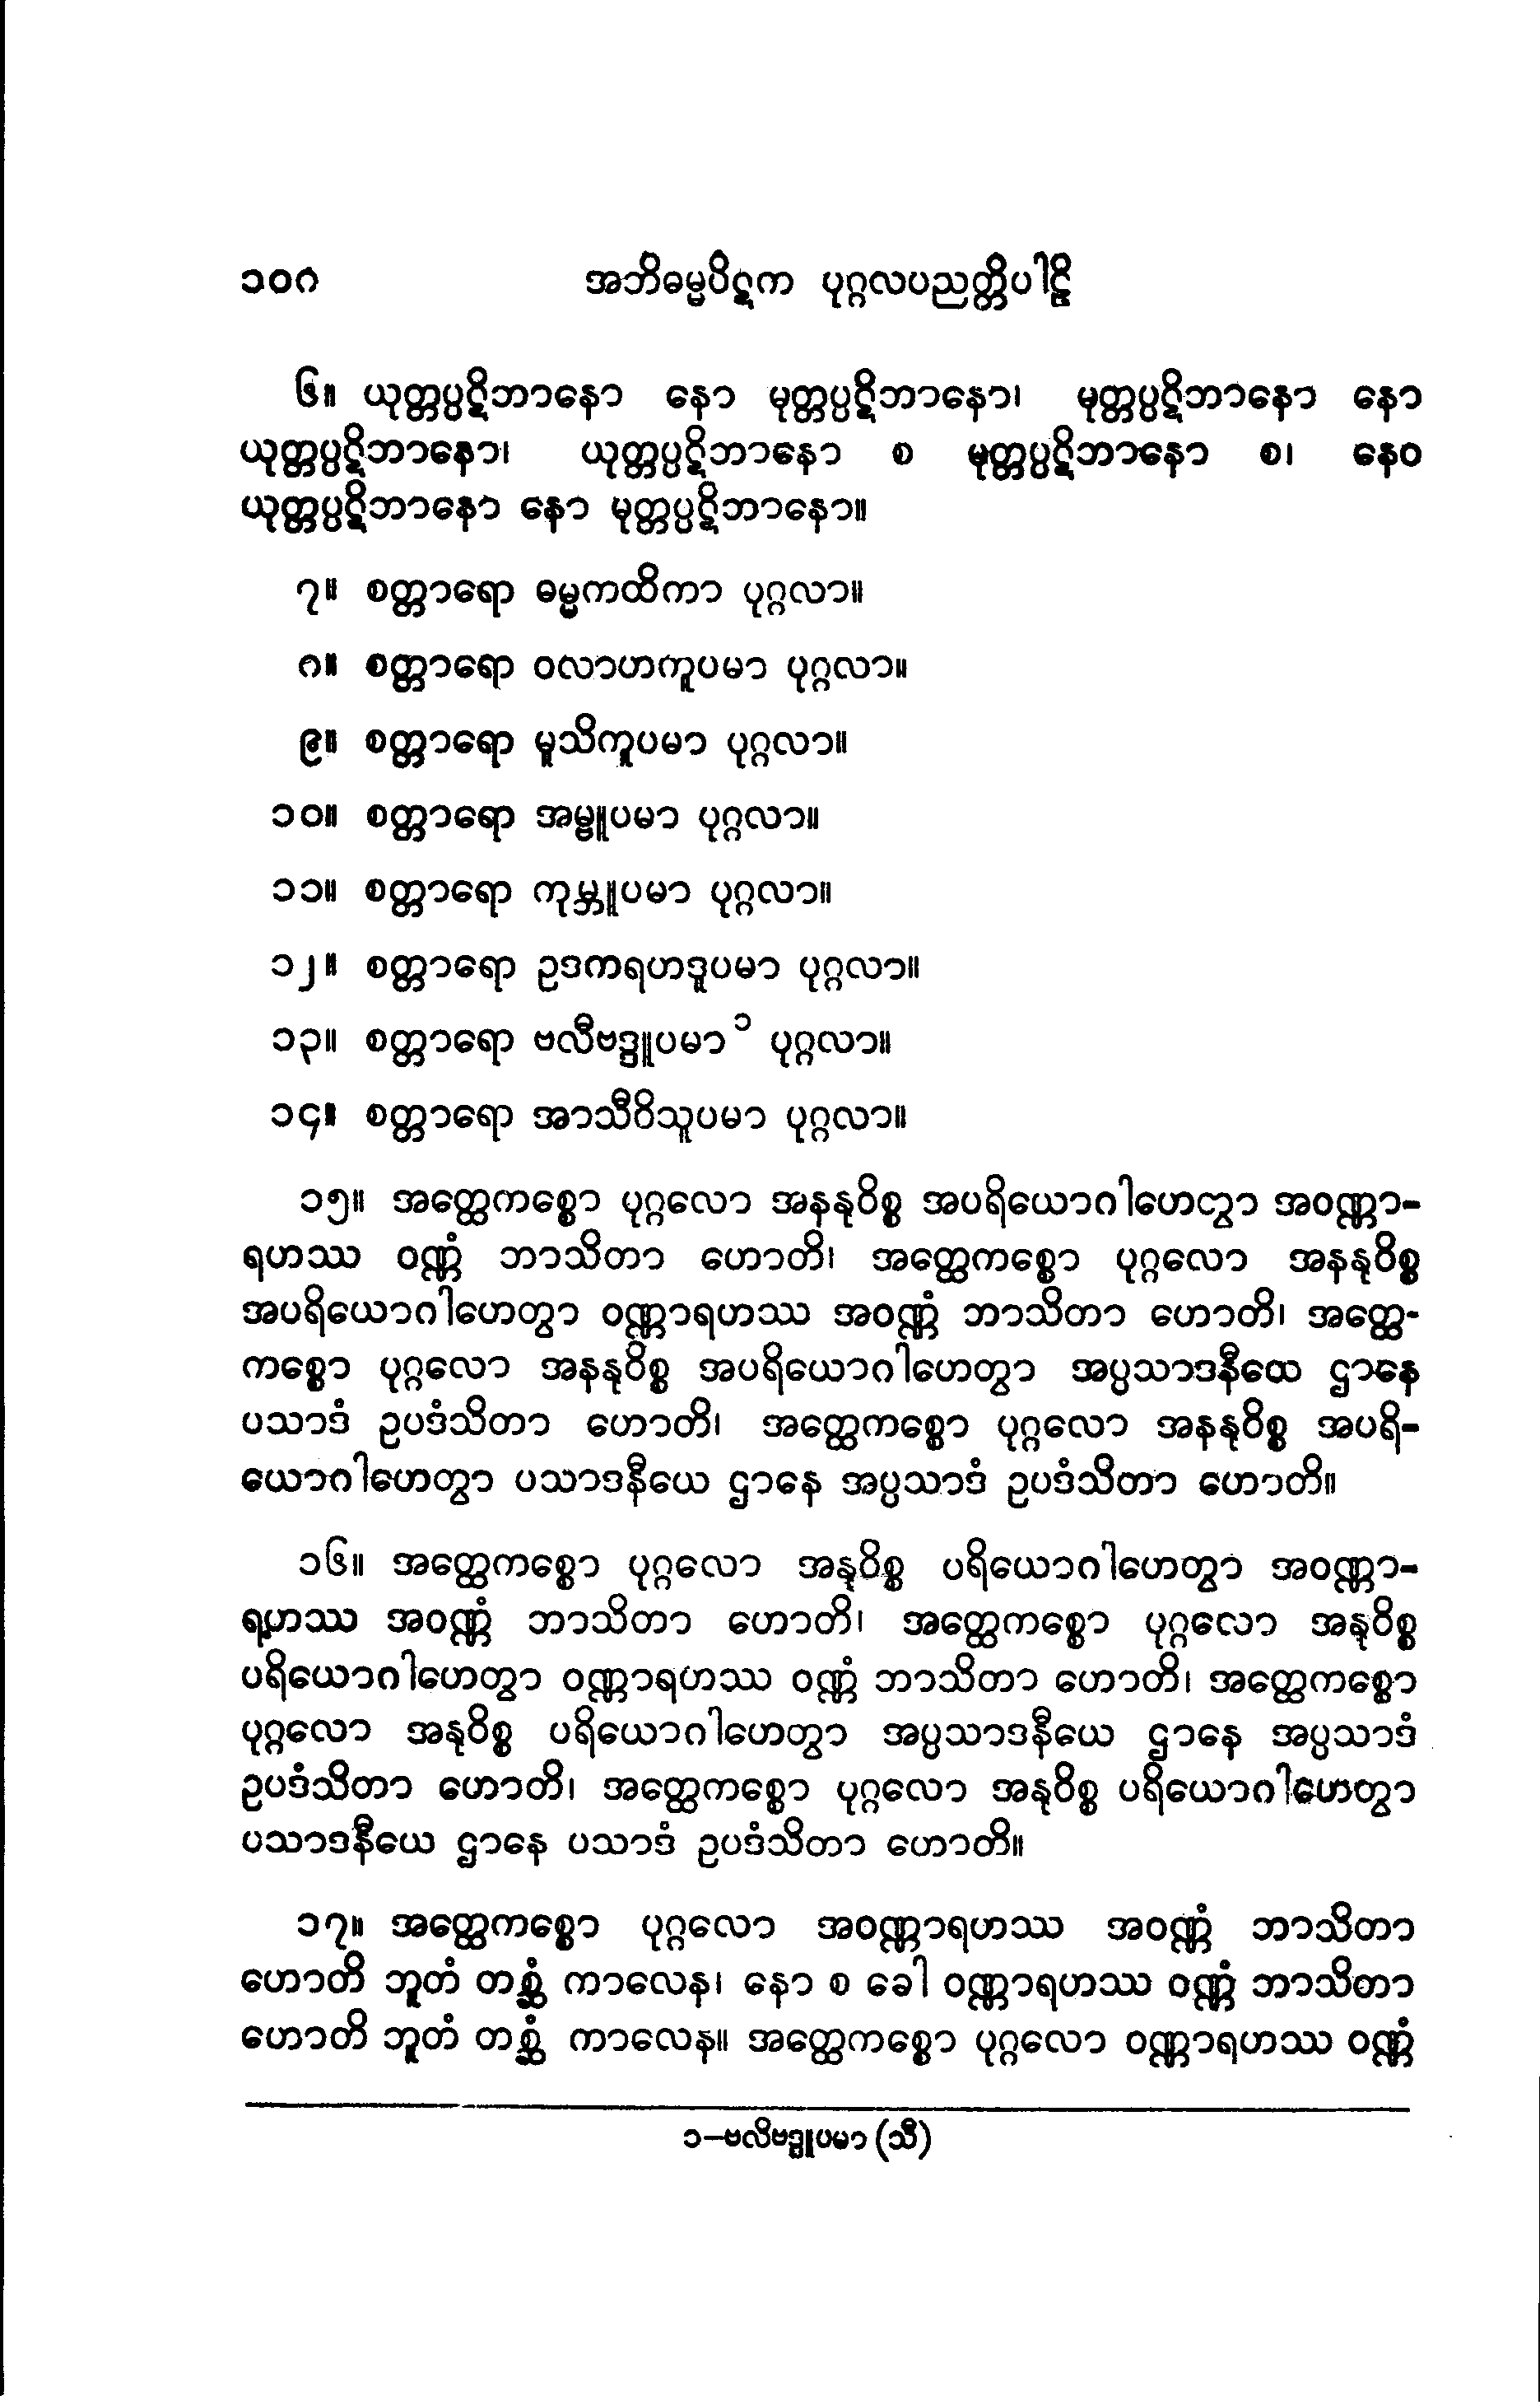 ၁၀၈ အဘိဓမ္မပိဋက ပုဂ္ဂလပညတ္တိပါဠိ
၆။ ယုတ္တပ္ပဋိဘာနော နော မုတ္တပ္ပဋိဘာနော၊ မုတ္တပ္ပဋိဘာနော နော
ယုတ္တပ္ပဋိဘာနော၊ ယုတ္တပ္ပဋိဘာနော စ မုတ္တပ္ပဋိဘာနော စ၊ နေဝ
ယုတ္တပ္ပဋိဘာနော နော မုတ္တပ္ပဋိဘာနော။
၇။ စတ္တာရော ဓမ္မကထိကာ ပုဂ္ဂလာ။
၈။ စတ္တာရော ဝလာဟကူပမာ ပုဂ္ဂလာ။
၉။ စတ္တာရော မူသိကူပမာ ပုဂ္ဂလာ။
၁၀။ စတ္တာရော အမ္ဗူပမာ ပုဂ္ဂလာ။
၁၁။ စတ္တာရော ကုမ္ဘူပမာ ပုဂ္ဂလာ။
၁၂။ စတ္တာရော ဥဒကရဟဒူပမာ ပုဂ္ဂလာ။
၁၃။ စတ္တာရော ဗလီဗဒ္ဒူပမာ ၁ ပုဂ္ဂလာ။
၁၄။ စတ္တာရော အာသီဝိသူပမာ ပုဂ္ဂလာ။
၁၅။ အတ္ထေကစ္စော ပုဂ္ဂလော အနနုဝိစ္စ အပရိယောဂါဟေတွာ အဝဏ္ဏာ-
ရဟဿ ဝဏ္ဏံ ဘာသိတာ ဟောတိ၊ အတ္ထေကစ္စော ပုဂ္ဂလော အနနုဝိစ္စ
အပရိယောဂါဟေတွာ ဝဏ္ဏာရဟဿ အဝဏ္ဏံ ဘာသိတာ ဟောတိ၊ အတ္ထေ-
ကစ္စော ပုဂ္ဂလော အနနုဝိစ္စ အပရိယောဂါဟေတွာ အပ္ပသာဒနီယေ ဌာနေ
ပသာဒံ ဥပဒံသိတာ ဟောတိ၊ အတ္ထေကစ္စော ပုဂ္ဂလော အနနုဝိစ္စ အပရိ-
ယောဂါဟေတွာ ပသာဒနီယေ ဌာနေ အပ္ပသာဒံ ဥပဒံသိတာ ဟောတိ။
၁၆။ အတ္ထေကစ္စော ပုဂ္ဂလော အနုဝိစ္စ ပရိယောဂါဟေတွာ အဝဏ္ဏာ-
ရဟဿ အဝဏ္ဏံ ဘာသိတာ ဟောတိ၊ အတ္ထေကစ္စော ပုဂ္ဂလော အနုဝိစ္စ
ပရိယောဂါဟေတွာ ဝဏ္ဏာရဟဿ ဝဏ္ဏံ ဘာသိတာ ဟောတိ၊ အတ္ထေကစ္စော
ပုဂ္ဂလော အနုဝိစ္စ ပရိယောဂါဟေတွာ အပ္ပသာဒနီယေ ဌာနေ အပ္ပသာဒံ
ဥပဒံသိတာ ဟောတိ၊ အတ္ထေကစ္စော ပုဂ္ဂလော အနုဝိစ္စ ပရိယောဂါဟေတွာ
ပသာဒနီယေ ဌာနေ ပသာဒံ ဥပဒံသိတာ ဟောတိ။
၁၇။ အတ္ထေကစ္စော ပုဂ္ဂလော အဝဏ္ဏာရဟဿ အဝဏ္ဏံ ဘာသိတာ
ဟောတိ ဘူတံ တစ္ဆံ ကာလေန၊ နော စ ခေါ ဝဏ္ဏာရဟဿ ဝဏ္ဏံ ဘာသိတာ
ဟောတိ ဘူတံ တစ္ဆံ ကာလေန။ အတ္ထေကစ္စော ပုဂ္ဂလော ဝဏ္ဏာရဟဿ ဝဏ္ဏံ
၁–ဗလိဗဒ္ဒူပမာ (သီ)